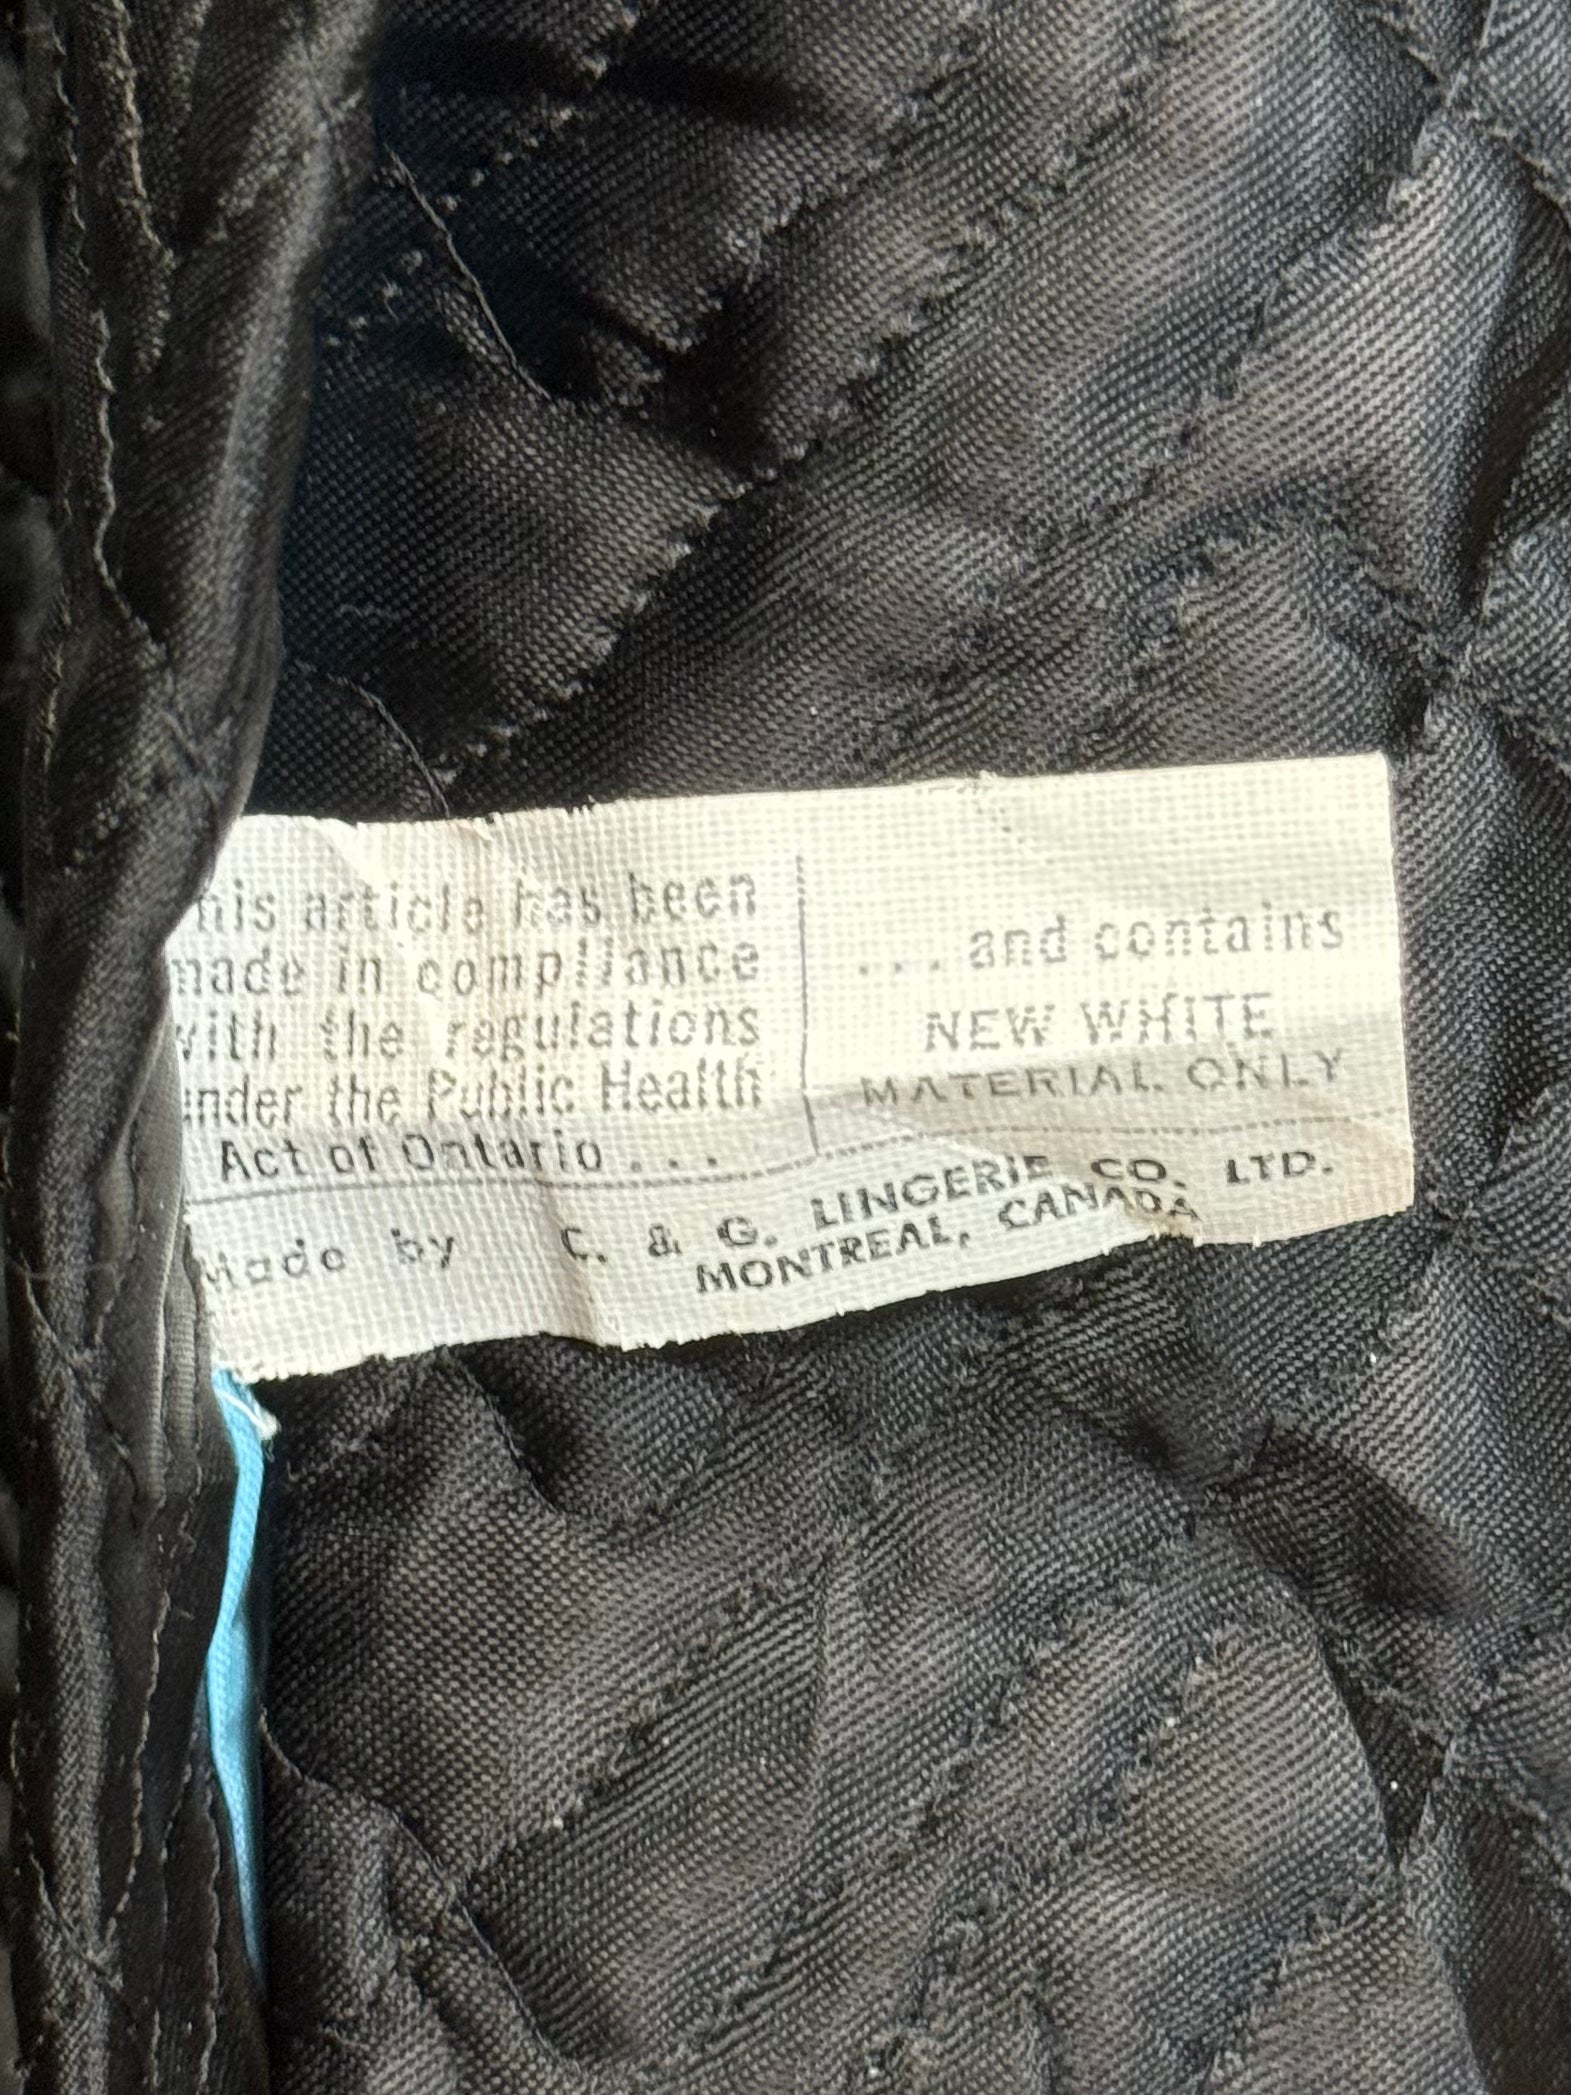 his article has been
made in compliance
with the regulations
under the Public Health
Act of Ontario ...
... and contains
NEW WHITE
MATERIAL ONLY
Made by C. & G. LINGERIE CO. LTD.
MONTREAL, CANADA